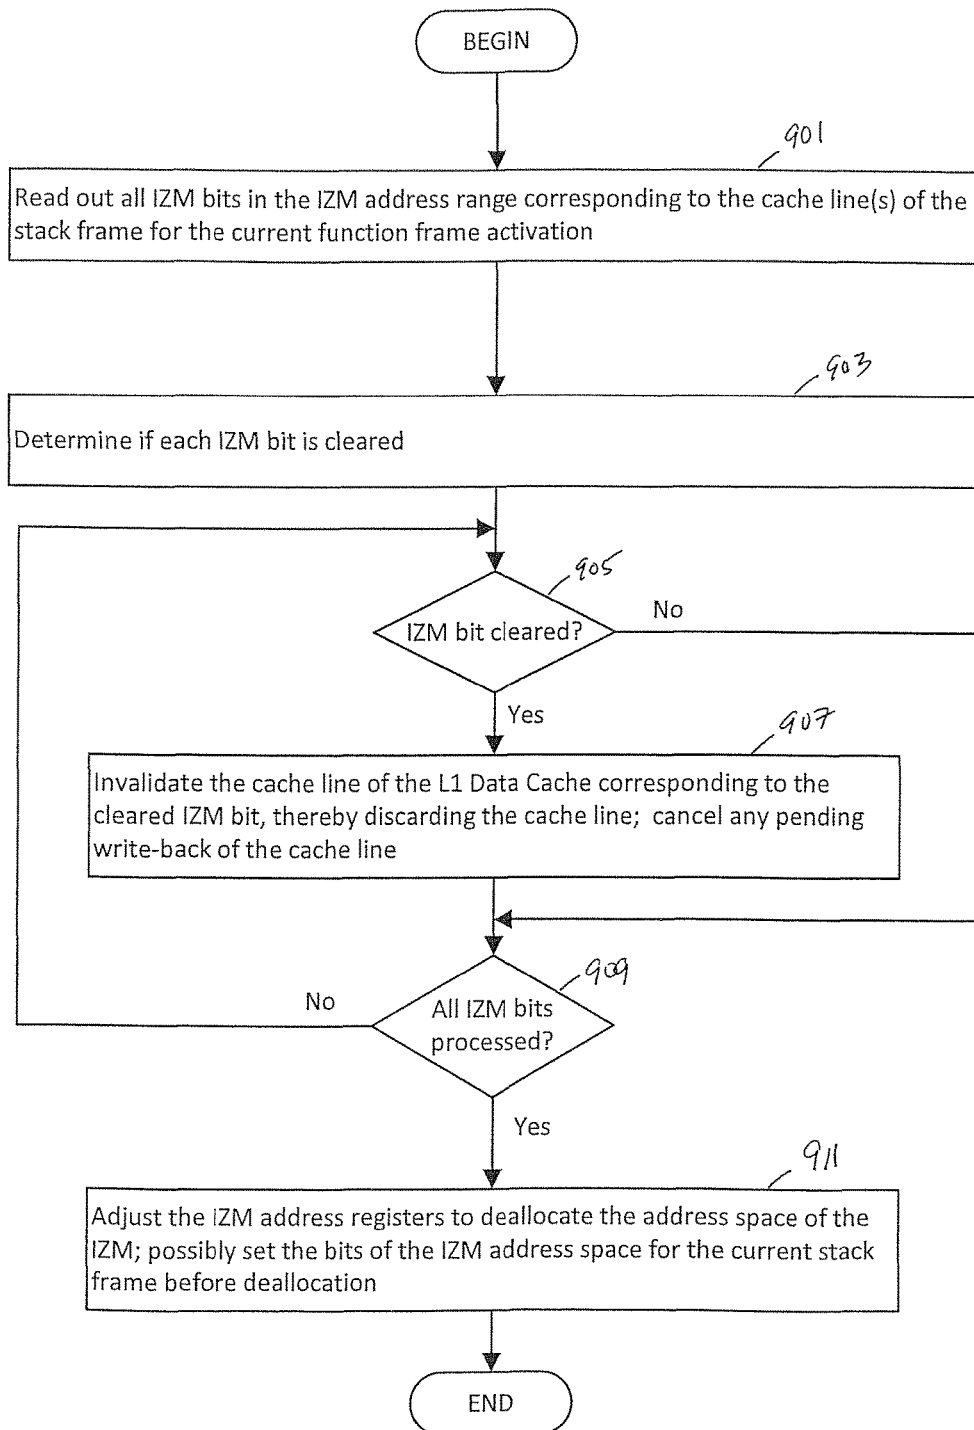 BEGIN
901
Read out all IZM bits in the IZM address range corresponding to the cache line(s) of the
stack frame for the current function frame activation
903
Determine if each IZM bit is cleared
905
IZM bit cleared?
No
Yes
907
Invalidate the cache line of the L1 Data Cache corresponding to the
cleared IZM bit, thereby discarding the cache line; cancel any pending
write-back of the cache line
909
No
All IZM bits
processed?
Yes
911
Adjust the IZM address registers to deallocate the address space of the
IZM; possibly set the bits of the IZM address space for the current stack
frame before deallocation
END